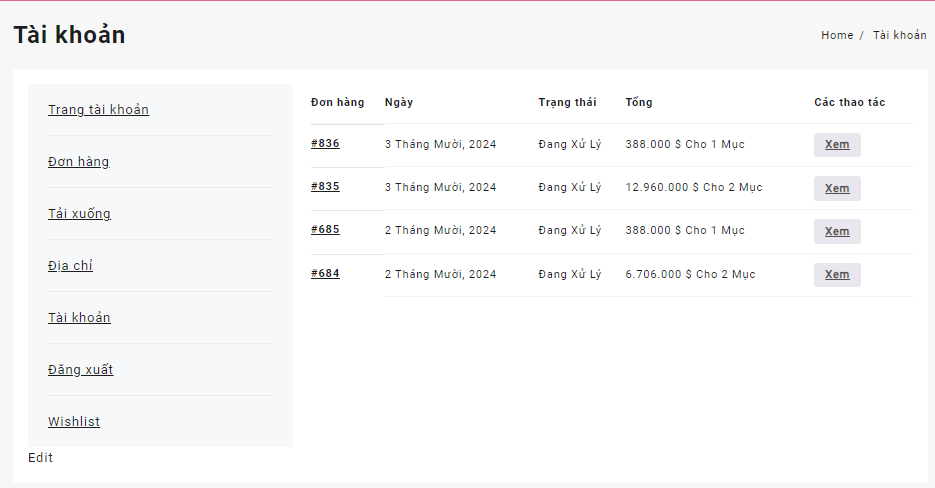 Tài khoản
Home / Tài khoản
Trang tài khoản
Đơn hàng
Tải xuống
Địa chỉ
Tài khoản
Đăng xuất
Wishlist
Đơn hàng Ngày Trạng thái Tổng Các thao tác
#836 3 Tháng Mười, 2024 Đang Xử Lý 388.000 $ Cho 1 Mục Xem
#835 3 Tháng Mười, 2024 Đang Xử Lý 12.960.000 $ Cho 2 Mục Xem
#685 2 Tháng Mười, 2024 Đang Xử Lý 388.000 $ Cho 1 Mục Xem
#684 2 Tháng Mười, 2024 Đang Xử Lý 6.706.000 $ Cho 2 Mục Xem
Edit